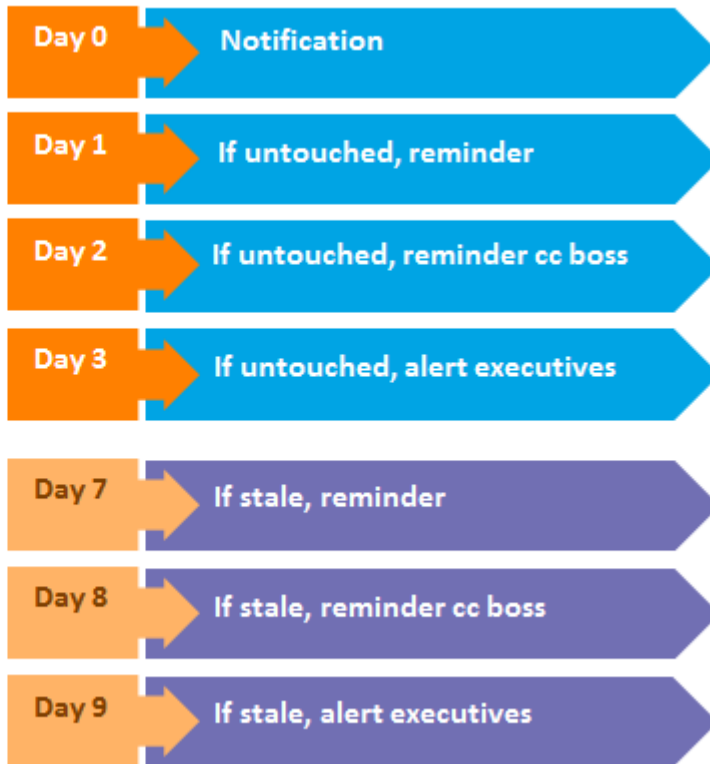 Day 0 Notification
Day 1 If untouched, reminder
Day 2 If untouched, reminder cc boss
Day 3 If untouched, alert executives
Day 7 If stale, reminder
Day 8 If stale, reminder cc boss
Day 9 If stale, alert executives